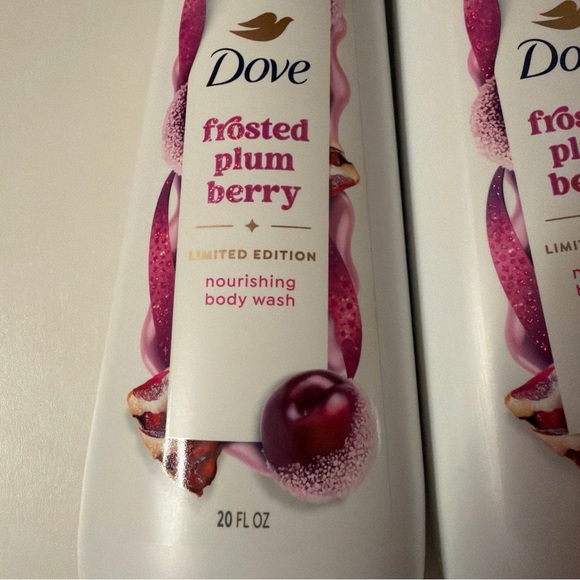 Dove
frosted
plum
berry
LIMITED EDITION
nourishing
body wash
20 FL OZ